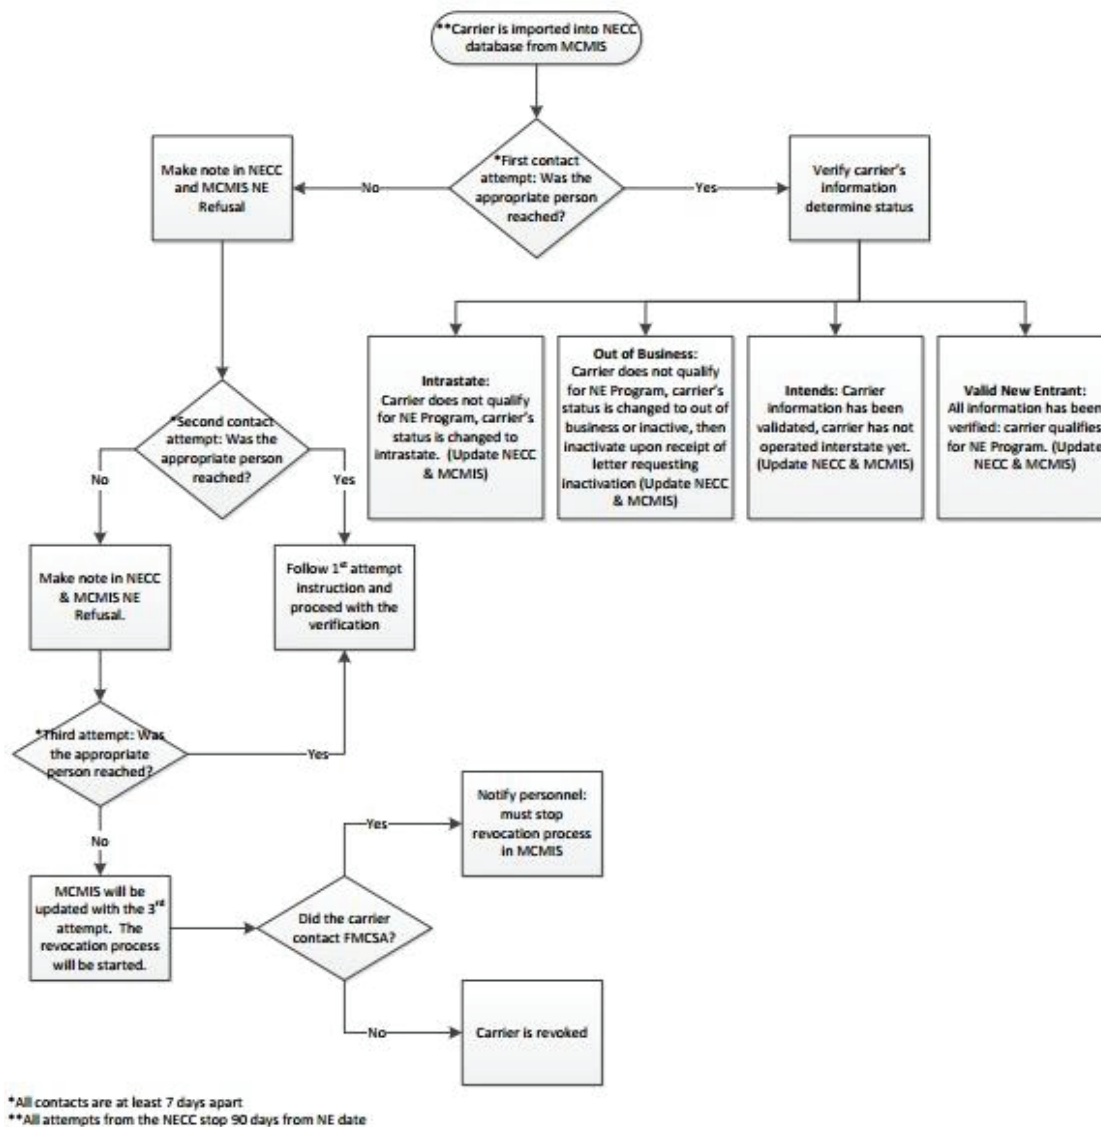 **Carrier is imported into NECC
database from MCMIS
*First contact
attempt: Was the
appropriate person
reached?
No
Yes
Make note in NECC
and MCMIS NE
Refusal
Verify carrier's
information
determine status
Intrastate:
Carrier does not qualify
for NE Program, carrier's
status is changed to
intrastate. (Update NECC
& MCMIS)
Out of Business:
Carrier does not qualify
for NE Program, carrier's
status is changed to out of
business or inactive, then
inactivate upon receipt of
letter requesting
inactivation (Update NECC
& MCMIS)
Intends: Carrier
information has been
validated, carrier has not
operated interstate yet.
(Update NECC & MCMIS)
Valid New Entrant:
All information has been
verified: carrier qualifies
for NE Program. (Update
NECC & MCMIS)
*Second contact
attempt: Was the
appropriate person
reached?
No
Yes
Make note in NECC
& MCMIS NE
Refusal.
Follow 1st attempt
instruction and
proceed with the
verification
*Third attempt: Was
the appropriate
person reached?
Yes
No
MCMIS will be
updated with the 3rd
attempt. The
revocation process
will be started.
Did the carrier
contact FMCSA?
Yes
Notify personnel:
must stop
revocation process
in MCMIS
No
Carrier is revoked
*All contacts are at least 7 days apart
**All attempts from the NECC stop 90 days from NE date